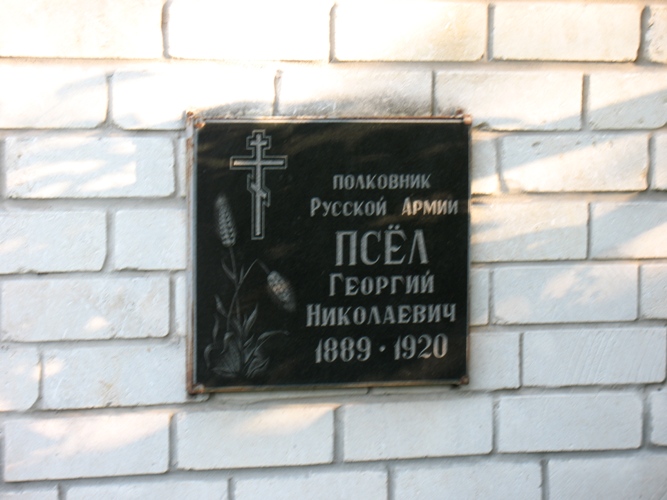 полковник
Русской Армии
ПСЁЛ
Георгий
Николаевич
1889 · 1920